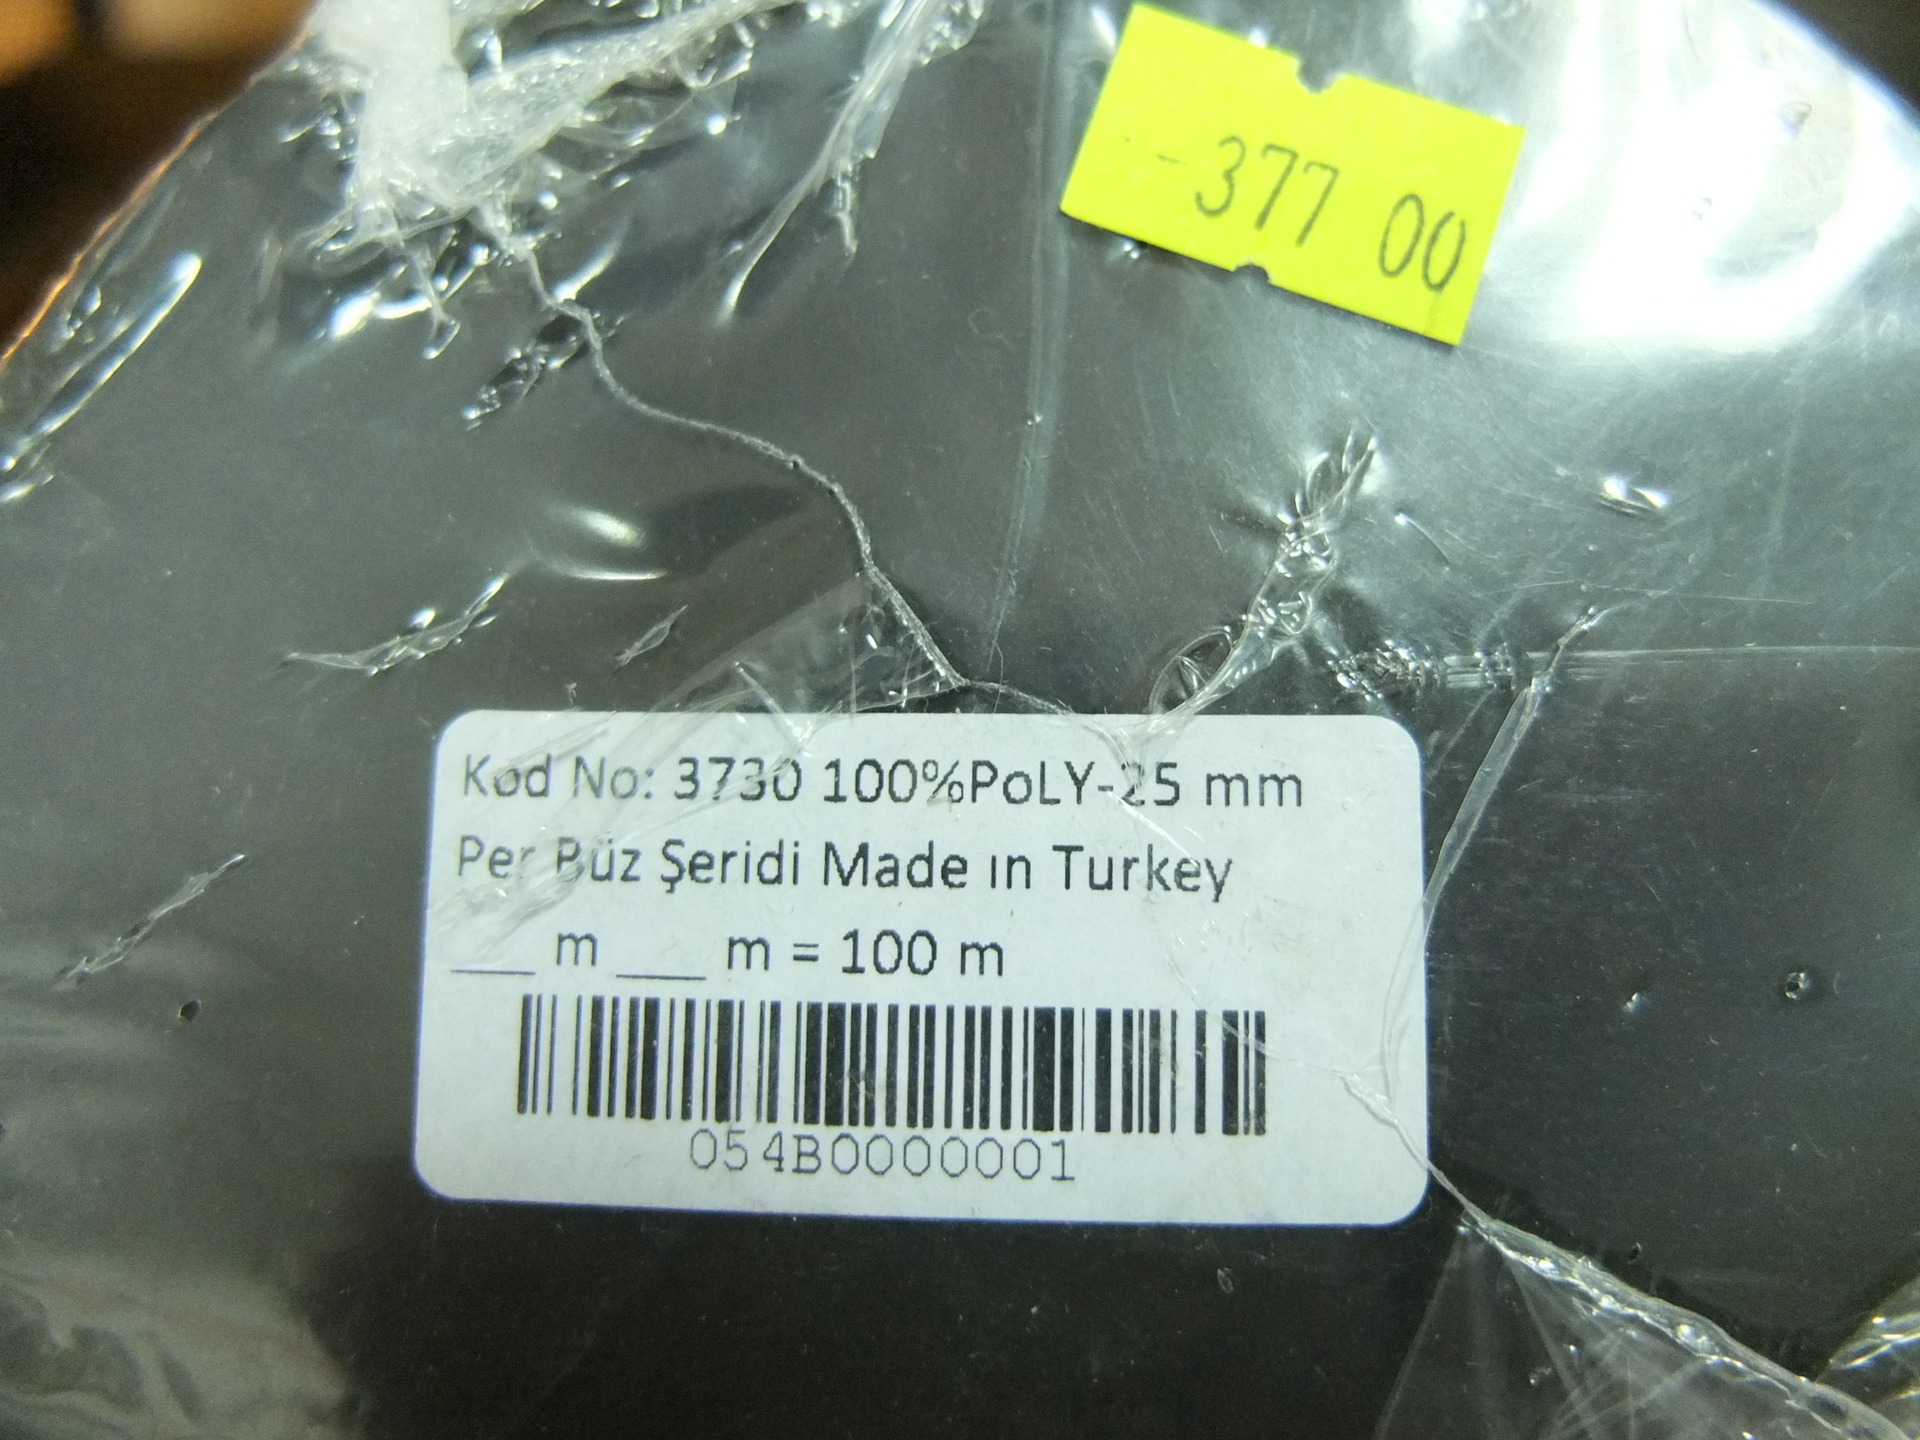 377 00
Kod No: 3730 100%PoLY-25 mm
Per Büz Şeridi Made ın Turkey
___ m ___ m = 100 m
054B0000001